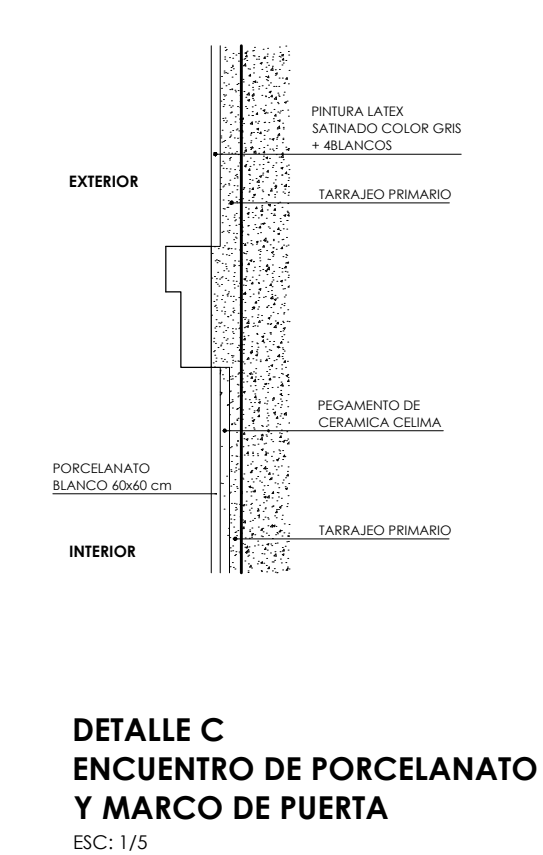 PINTURA LATEX
SATINADO COLOR GRIS
+ 4BLANCOS
EXTERIOR
TARRAJEO PRIMARIO
PEGAMENTO DE
CERAMICA CELIMA
PORCELANATO
BLANCO 60x60 cm
TARRAJEO PRIMARIO
INTERIOR
DETALLE C
ENCUENTRO DE PORCELANATO
Y MARCO DE PUERTA
ESC: 1/5